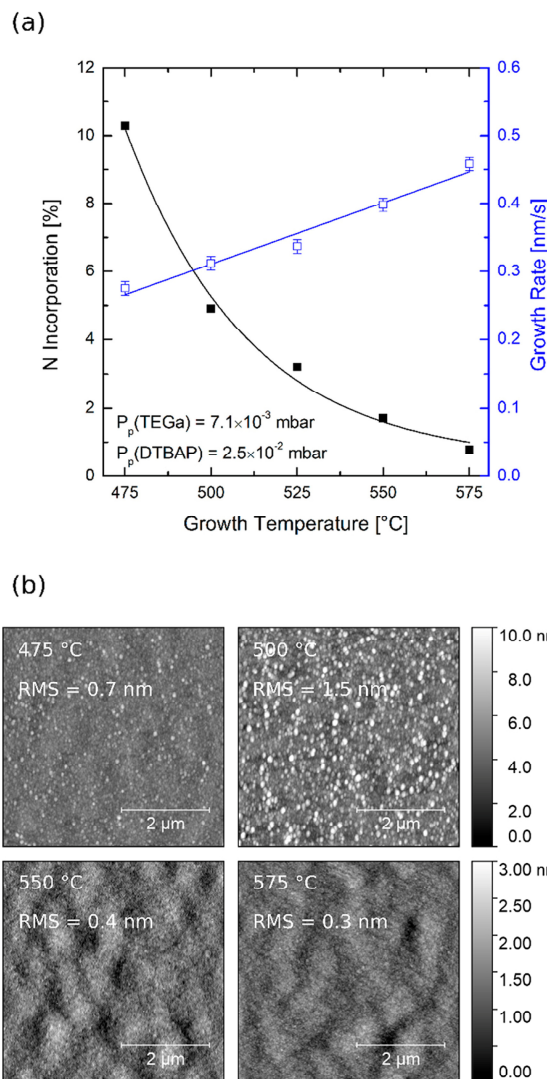 (a)
12
10
8
6
4
2
0
N Incorporation [%]
0.6
0.5
0.4
0.3
0.2
0.1
0.0
Growth Rate [nm/s]
Pp(TEGa) = 7.1×10⁻³ mbar
Pp(DTBAP) = 2.5×10⁻² mbar
475 500 525 550 575
Growth Temperature [°C]
(b)
475 °C
RMS = 0.7 nm
2 µm
500 °C
RMS = 1.5 nm
2 µm
10.0 n
8.0
6.0
4.0
2.0
0.0
550 °C
RMS = 0.4 nm
2 µm
575 °C
RMS = 0.3 nm
2 µm
3.00 n
2.50
2.00
1.50
1.00
0.00